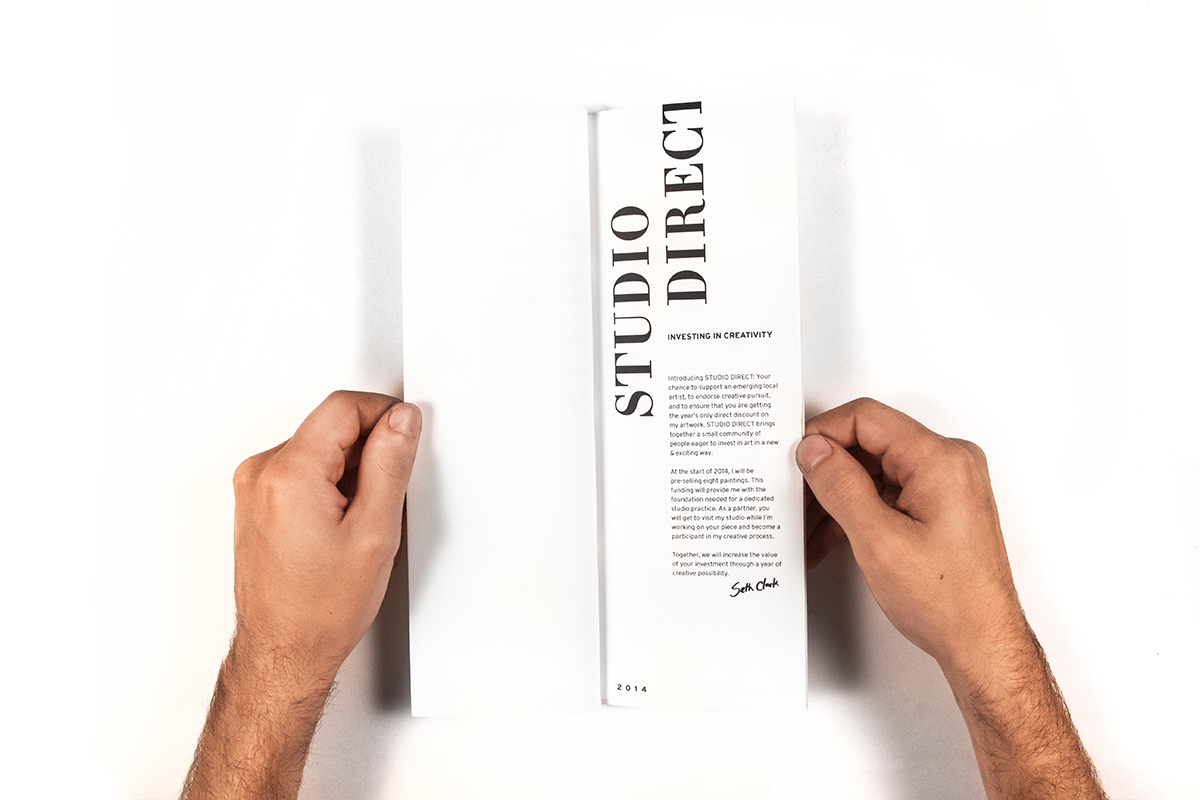 STUDIO
DIRECT
INVESTING IN CREATIVITY
Introducing STUDIO DIRECT: Your
chance to support an emerging local
artist, to endorse creative pursuit,
and to ensure that you are getting
the year's only direct discount on
my artwork. STUDIO DIRECT brings
together a small community of
people eager to invest in art in a new
& exciting way.
At the start of 2014, I will be
pre-selling eight paintings. This
funding will provide me with the
foundation needed for a dedicated
studio practice. As a partner, you
will get to visit my studio while I'm
working on your piece and become a
participant in my creative process.
Together, we will increase the value
of your investment through a year of
creative possibility.
Seth Clark
2014